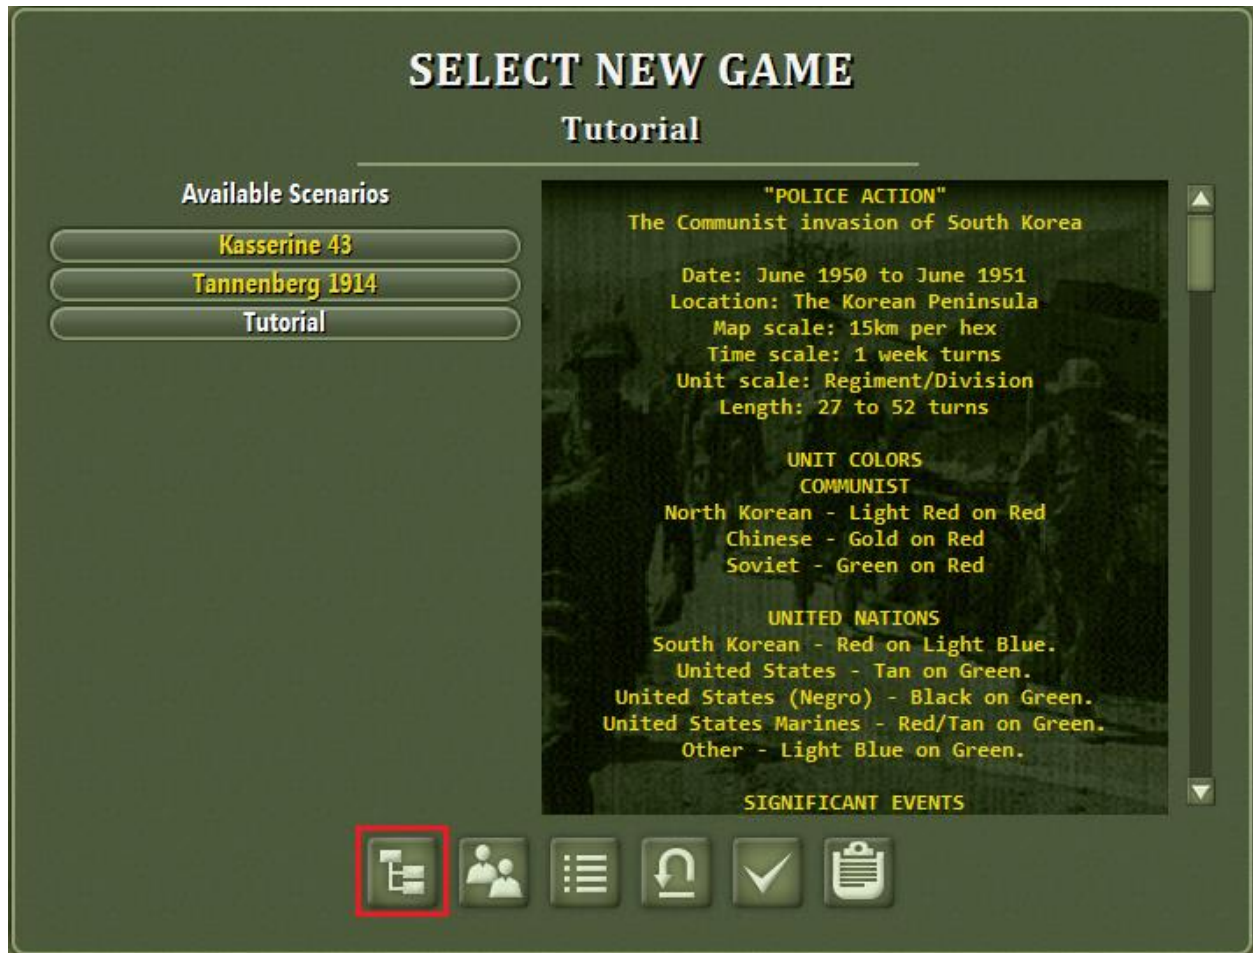 SELECT NEW GAME
Tutorial
Available Scenarios
Kasserine 43
Tannenberg 1914
Tutorial
"POLICE ACTION"
The Communist invasion of South Korea
Date: June 1950 to June 1951
Location: The Korean Peninsula
Map scale: 15km per hex
Time scale: 1 week turns
Unit scale: Regiment/Division
Length: 27 to 52 turns
UNIT COLORS
COMMUNIST
North Korean - Light Red on Red
Chinese - Gold on Red
Soviet - Green on Red
UNITED NATIONS
South Korean - Red on Light Blue.
United States - Tan on Green.
United States (Negro) - Black on Green.
United States Marines - Red/Tan on Green.
Other - Light Blue on Green.
SIGNIFICANT EVENTS